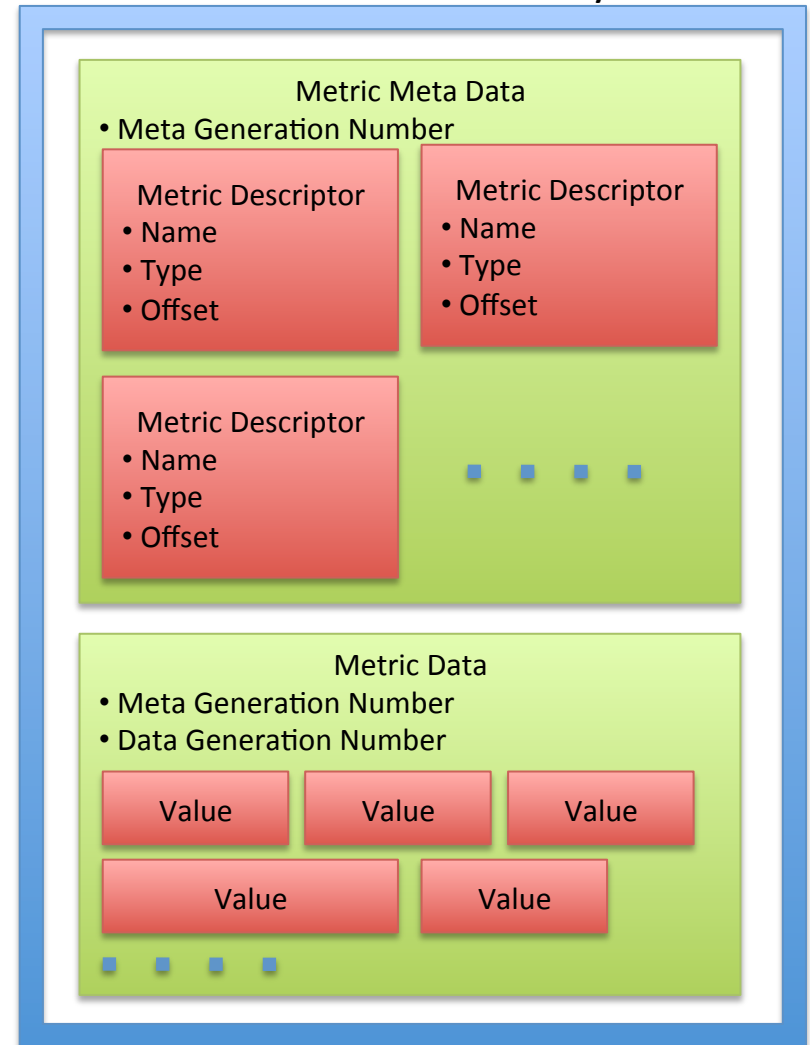 Metric Meta Data
• Meta Generation Number
Metric Descriptor
• Name
• Type
• Offset
Metric Descriptor
• Name
• Type
• Offset
Metric Descriptor
• Name
• Type
• Offset
Metric Data
• Meta Generation Number
• Data Generation Number
Value
Value
Value
Value
Value